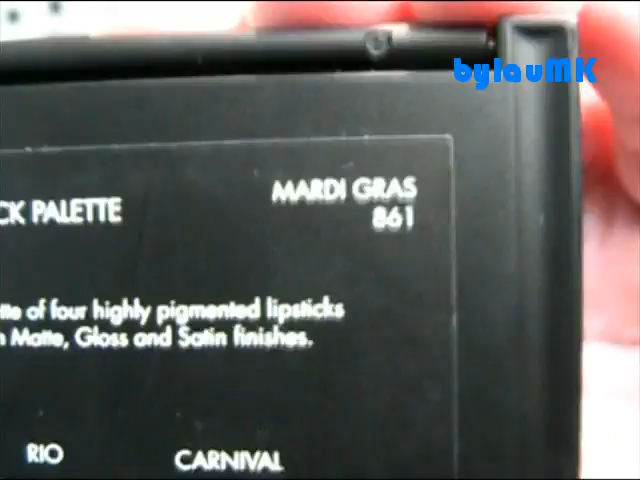 bylauMK
MARDI GRAS
CK PALETTE
861
tte of four highly pigmented lipsticks
n Matte, Gloss and Satin finishes.
RIO
CARNIVAL